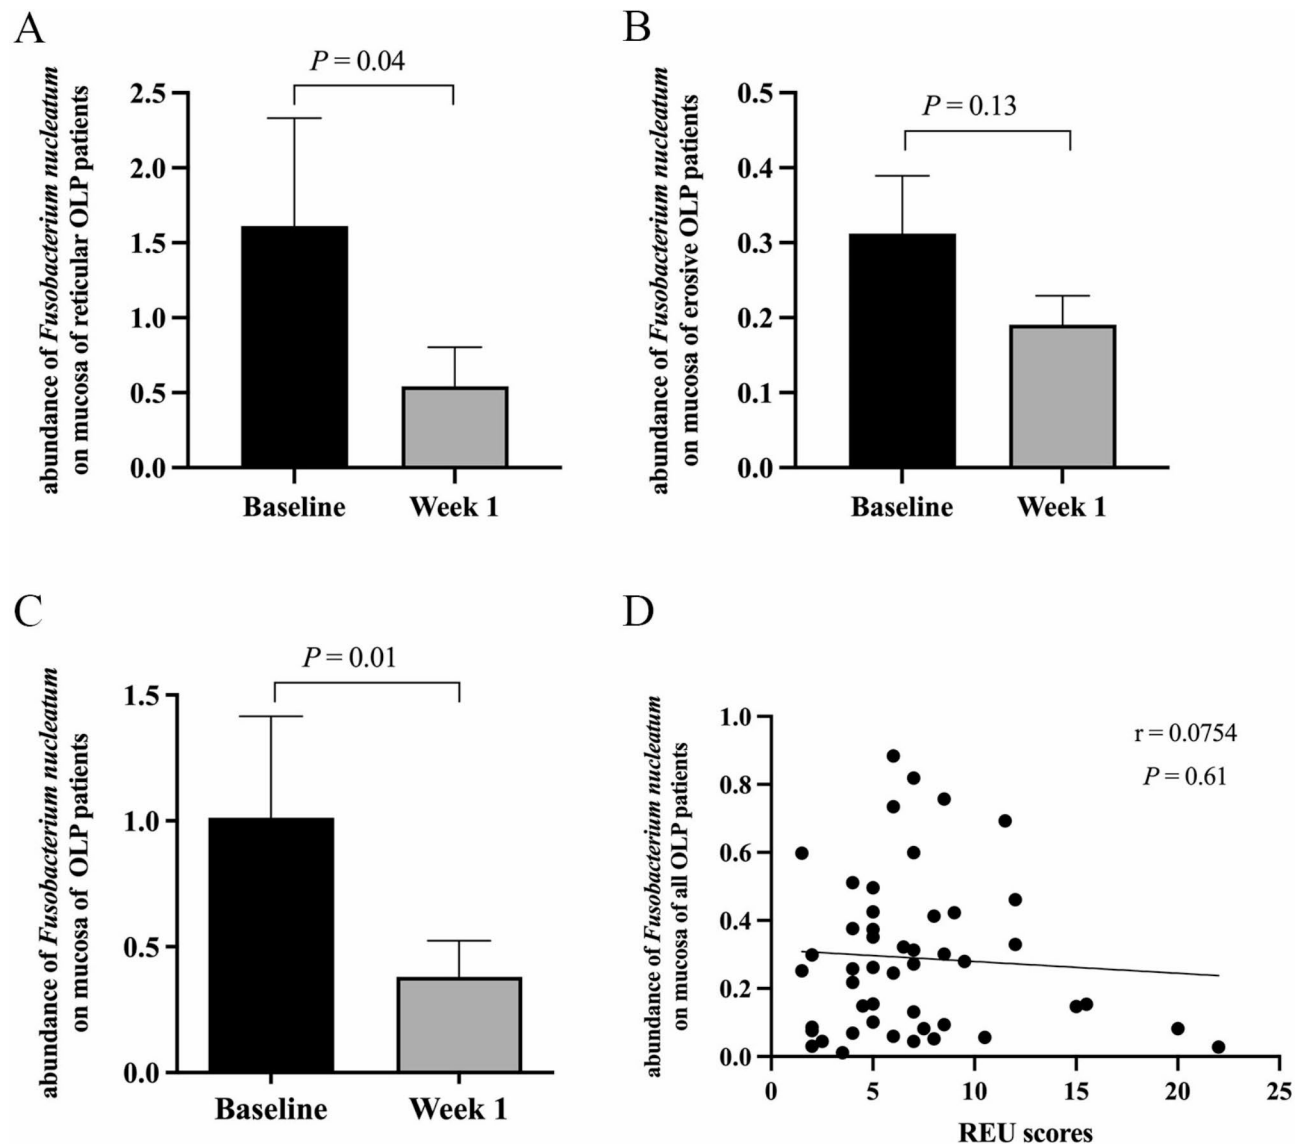 A
P = 0.04
abundance of Fusobacterium nucleatum
on mucosa of reticular OLP patients
2.5
2.0
1.5
1.0
0.5
0.0
Baseline Week 1
B
P = 0.13
abundance of Fusobacterium nucleatum
on mucosa of erosive OLP patients
0.5
0.4
0.3
0.2
0.1
0.0
Baseline Week 1
C
P = 0.01
abundance of Fusobacterium nucleatum
on mucosa of OLP patients
1.5
1.0
0.5
0.0
Baseline Week 1
D
abundance of Fusobacterium nucleatum
on mucosa of all OLP patients
r = 0.0754
P = 0.61
1.0
0.8
0.6
0.4
0.2
0.0
0 5 10 15 20 25
REU scores